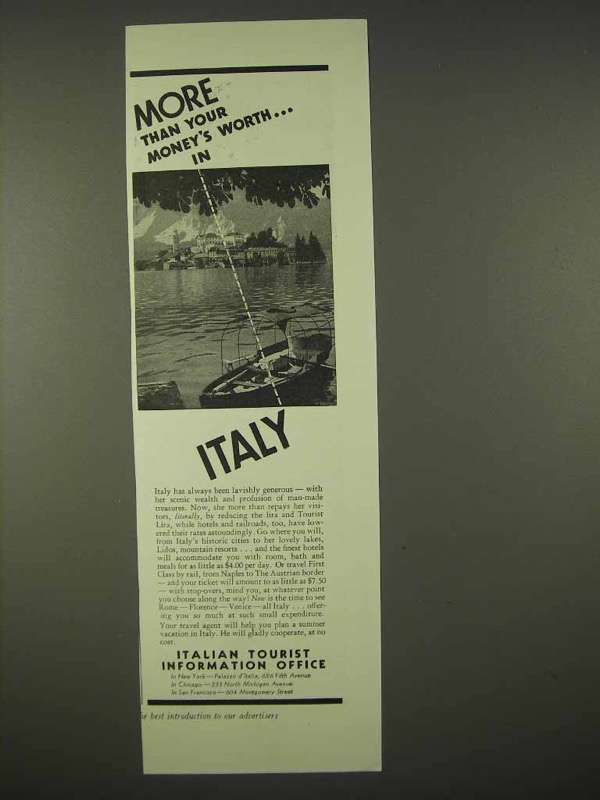 MORE
THAN YOUR
MONEY'S WORTH...
IN
ITALY
Italy has always been lavishly generous — with
her scenic wealth and profusion of man-made
treasures. Now, she more than repays her visi-
tors, literally, by reducing the lira and Tourist
Lira, while hotels and railroads, too, have low-
ered their rates astoundingly. Go where you will,
from Italy's historic cities to her lovely lakes,
Lidos, mountain resorts . . . and the finest hotels
will accommodate you with room, bath and
meals for as little as $4.00 per day. Or travel First
Class by rail, from Naples to The Austrian border
— and your ticket will amount to as little as $7.50
— with stop-overs, mind you, at whatever point
you choose along the way! Now is the time to see
Rome — Florence — Venice — all Italy . . . offer-
ing you so much at such small expenditure.
Your travel agent will help you plan a summer
vacation in Italy. He will gladly cooperate, at no
cost.
ITALIAN TOURIST
INFORMATION OFFICE
In New York — Palazzo d'Italia, 626 Fifth Avenue
In Chicago — 333 North Michigan Avenue
In San Francisco — 604 Montgomery Street
best introduction to our advertisers